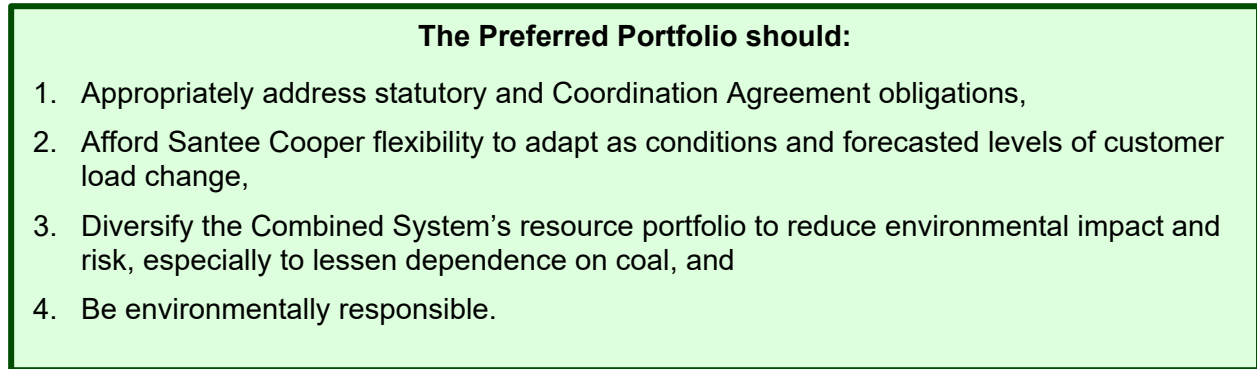 The Preferred Portfolio should:
1. Appropriately address statutory and Coordination Agreement obligations,
2. Afford Santee Cooper flexibility to adapt as conditions and forecasted levels of customer
load change,
3. Diversify the Combined System's resource portfolio to reduce environmental impact and
risk, especially to lessen dependence on coal, and
4. Be environmentally responsible.